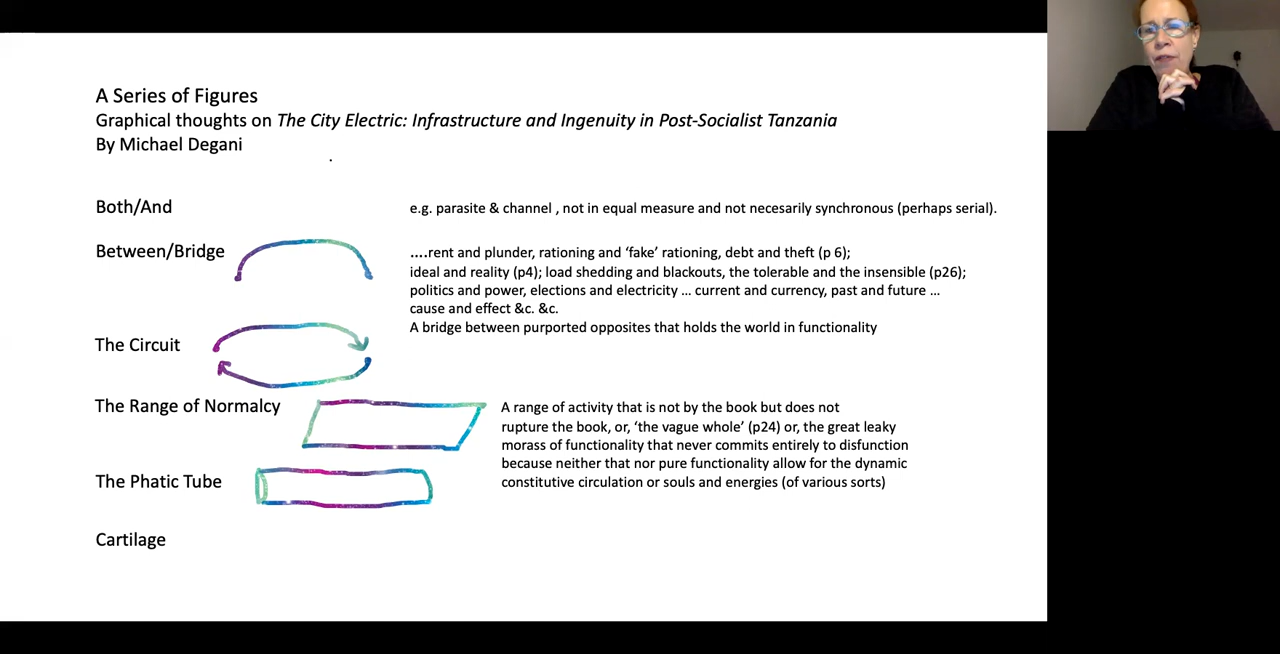 A Series of Figures
Graphical thoughts on The City Electric: Infrastructure and Ingenuity in Post-Socialist Tanzania
By Michael Degani
Both/And
e.g. parasite & channel , not in equal measure and not necesarily synchronous (perhaps serial).
Between/Bridge
....rent and plunder, rationing and ‘fake’ rationing, debt and theft (p 6);
ideal and reality (p4); load shedding and blackouts, the tolerable and the insensible (p26);
politics and power, elections and electricity ... current and currency, past and future ...
cause and effect &c. &c.
A bridge between purported opposites that holds the world in functionality
The Circuit
The Range of Normalcy
A range of activity that is not by the book but does not
rupture the book, or, ‘the vague whole’ (p24) or, the great leaky
morass of functionality that never commits entirely to disfunction
because neither that nor pure functionality allow for the dynamic
constitutive circulation or souls and energies (of various sorts)
The Phatic Tube
Cartilage